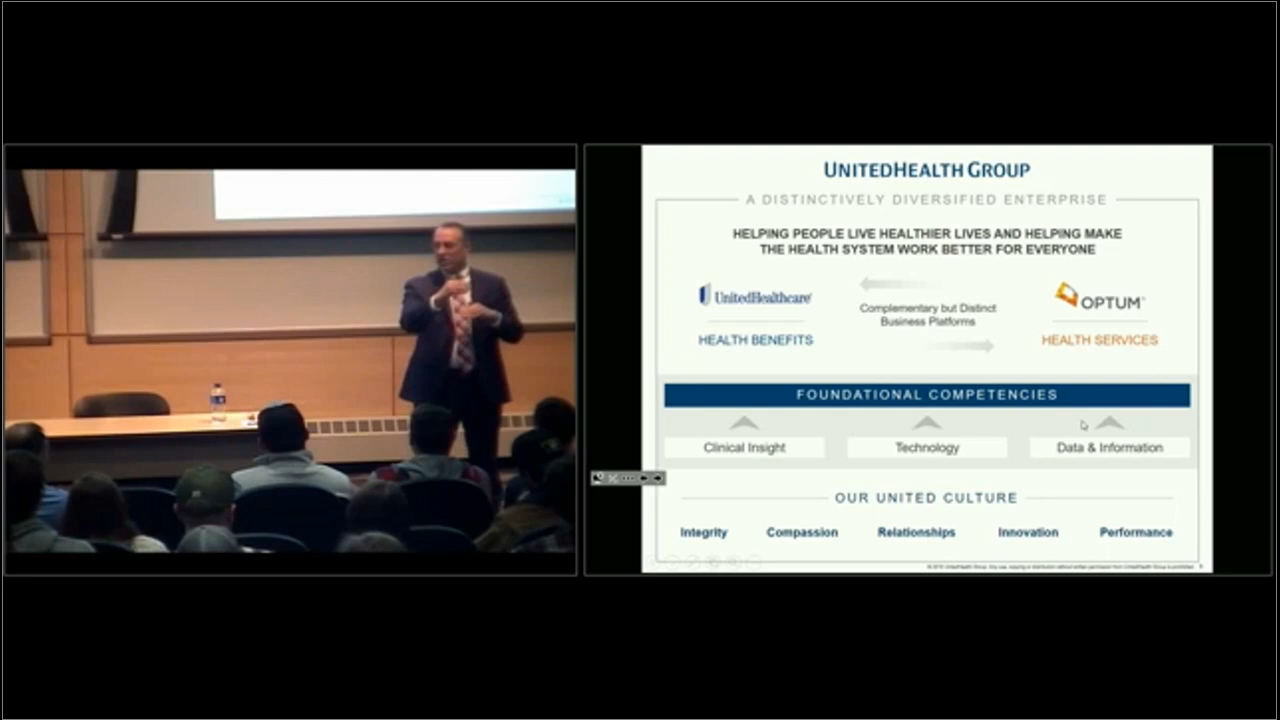 UNITEDHEALTH GROUP
A DISTINCTIVELY DIVERSIFIED ENTERPRISE
HELPING PEOPLE LIVE HEALTHIER LIVES AND HELPING MAKE
THE HEALTH SYSTEM WORK BETTER FOR EVERYONE
UnitedHealthcare
HEALTH BENEFITS
Complementary but Distinct
Business Platforms
OPTUM
HEALTH SERVICES
FOUNDATIONAL COMPETENCIES
Clinical Insight
Technology
Data & Information
OUR UNITED CULTURE
Integrity
Compassion
Relationships
Innovation
Performance